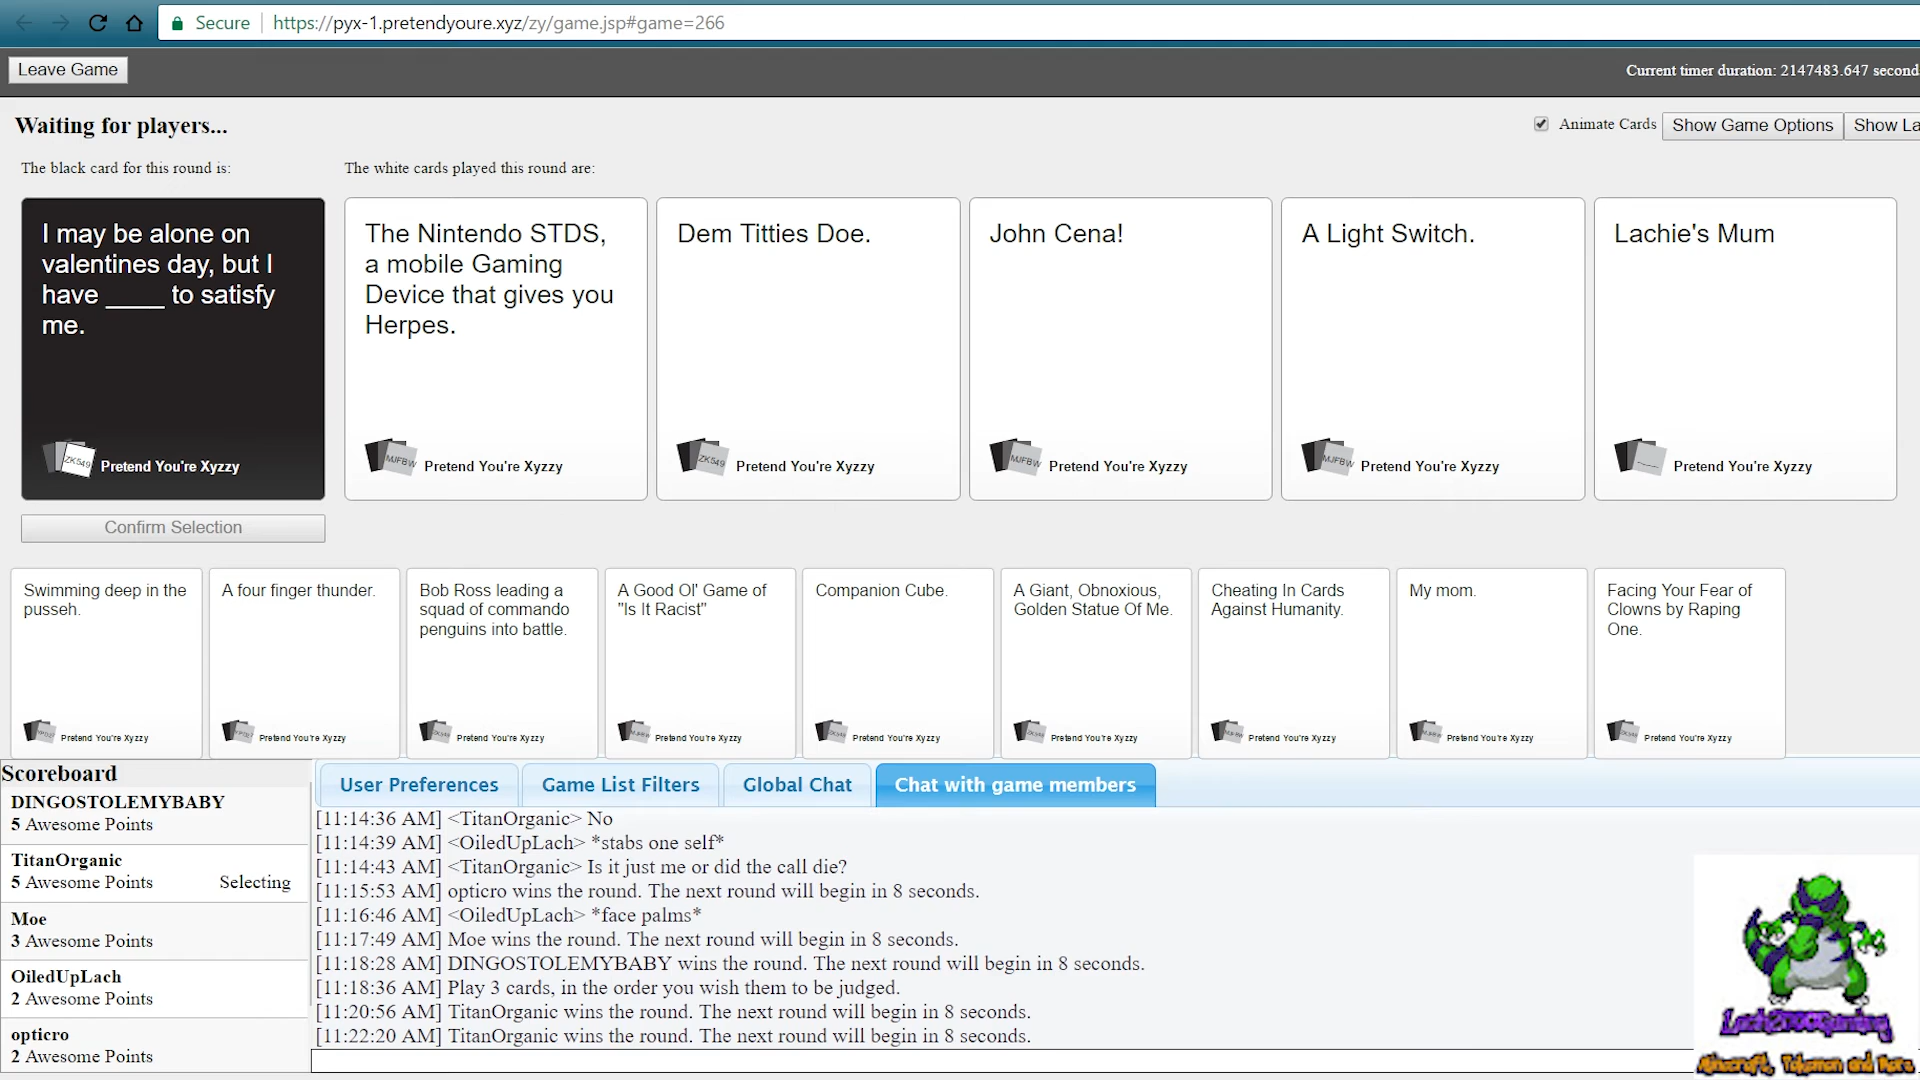 Secure
https://pyx-1.pretendyoure.xyz/zy/game.jsp#game=266
Leave Game
Current timer duration: 2147483.647 second
Waiting for players...
Animate Cards
Show Game Options
Show La
The black card for this round is:
The white cards played this round are:
I may be alone on
valentines day, but I
have ____ to satisfy
me.
ZK549
Pretend You're Xyzzy
The Nintendo STDS,
a mobile Gaming
Device that gives you
Herpes.
MJFBW
Pretend You're Xyzzy
Dem Titties Doe.
ZK549
Pretend You're Xyzzy
John Cena!
MJFBW
Pretend You're Xyzzy
A Light Switch.
MJFBW
Pretend You're Xyzzy
Lachie's Mum
Pretend You're Xyzzy
Confirm Selection
Swimming deep in the
pusseh.
Pretend You're Xyzzy
A four finger thunder.
Pretend You're Xyzzy
Bob Ross leading a
squad of commando
penguins into battle.
Pretend You're Xyzzy
A Good Ol' Game of
"Is It Racist"
Pretend You're Xyzzy
Companion Cube.
Pretend You're Xyzzy
A Giant, Obnoxious,
Golden Statue Of Me.
Pretend You're Xyzzy
Cheating In Cards
Against Humanity.
Pretend You're Xyzzy
My mom.
Pretend You're Xyzzy
Facing Your Fear of
Clowns by Raping
One.
Pretend You're Xyzzy
Scoreboard
DINGOSTOLEMYBABY
5 Awesome Points
TitanOrganic
5 Awesome Points
Selecting
Moe
3 Awesome Points
OiledUpLach
2 Awesome Points
opticro
2 Awesome Points
User Preferences
Game List Filters
Global Chat
Chat with game members
[11:14:36 AM] <TitanOrganic> No
[11:14:39 AM] <OiledUpLach> *stabs one self*
[11:14:43 AM] <TitanOrganic> Is it just me or did the call die?
[11:15:53 AM] opticro wins the round. The next round will begin in 8 seconds.
[11:16:46 AM] <OiledUpLach> *face palms*
[11:17:49 AM] Moe wins the round. The next round will begin in 8 seconds.
[11:18:28 AM] DINGOSTOLEMYBABY wins the round. The next round will begin in 8 seconds.
[11:18:36 AM] Play 3 cards, in the order you wish them to be judged.
[11:20:56 AM] TitanOrganic wins the round. The next round will begin in 8 seconds.
[11:22:20 AM] TitanOrganic wins the round. The next round will begin in 8 seconds.
Minecraft, Pokemon and More